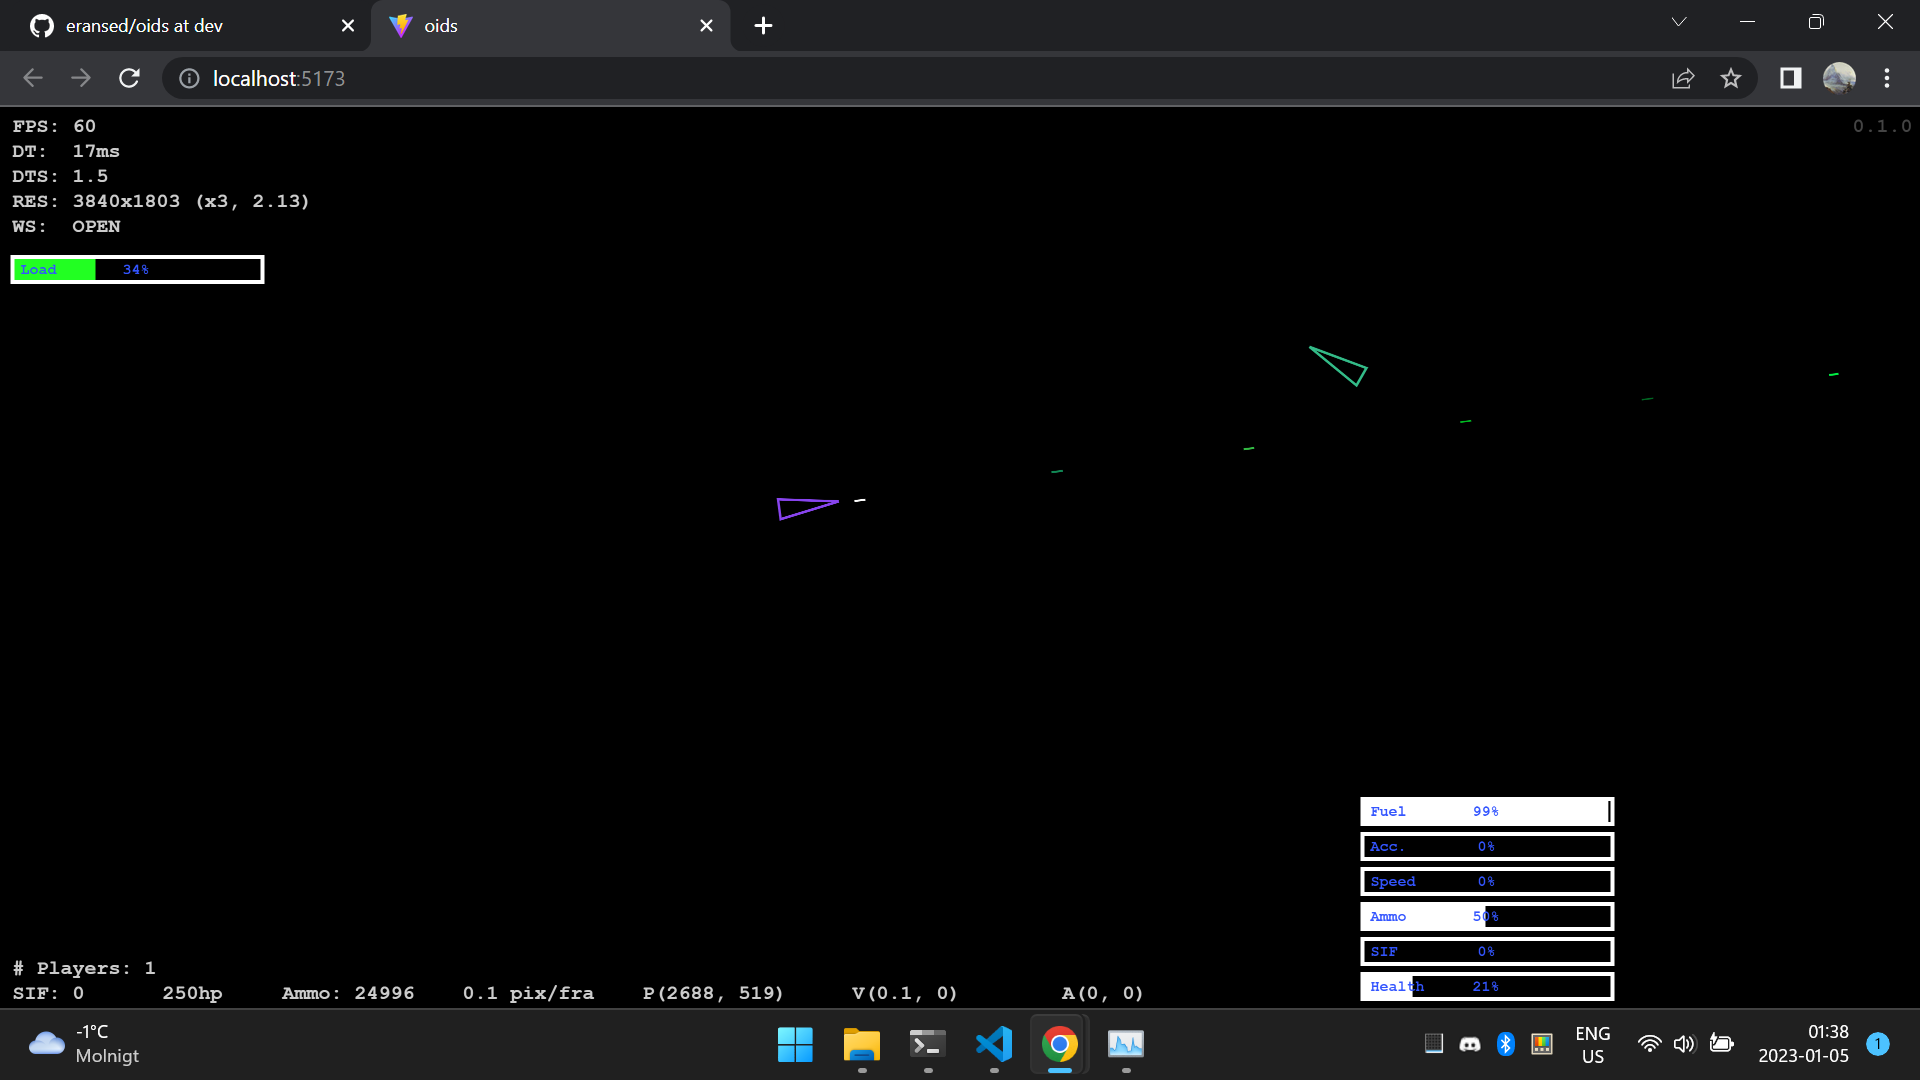 eransed/oids at dev
oids
localhost:5173
FPS: 60
0.1.0
DT: 17ms
DTS: 1.5
RES: 3840x1803 (x3, 2.13)
WS: OPEN
Load 34%
Fuel 99%
Acc. 0%
Speed 0%
Ammo 50%
SIF 0%
Health 21%
# Players: 1
SIF: 0 250hp Ammo: 24996 0.1 pix/fra P(2688, 519) V(0.1, 0) A(0, 0)
-1°C
Molnigt
ENG
US
01:38
2023-01-05
1